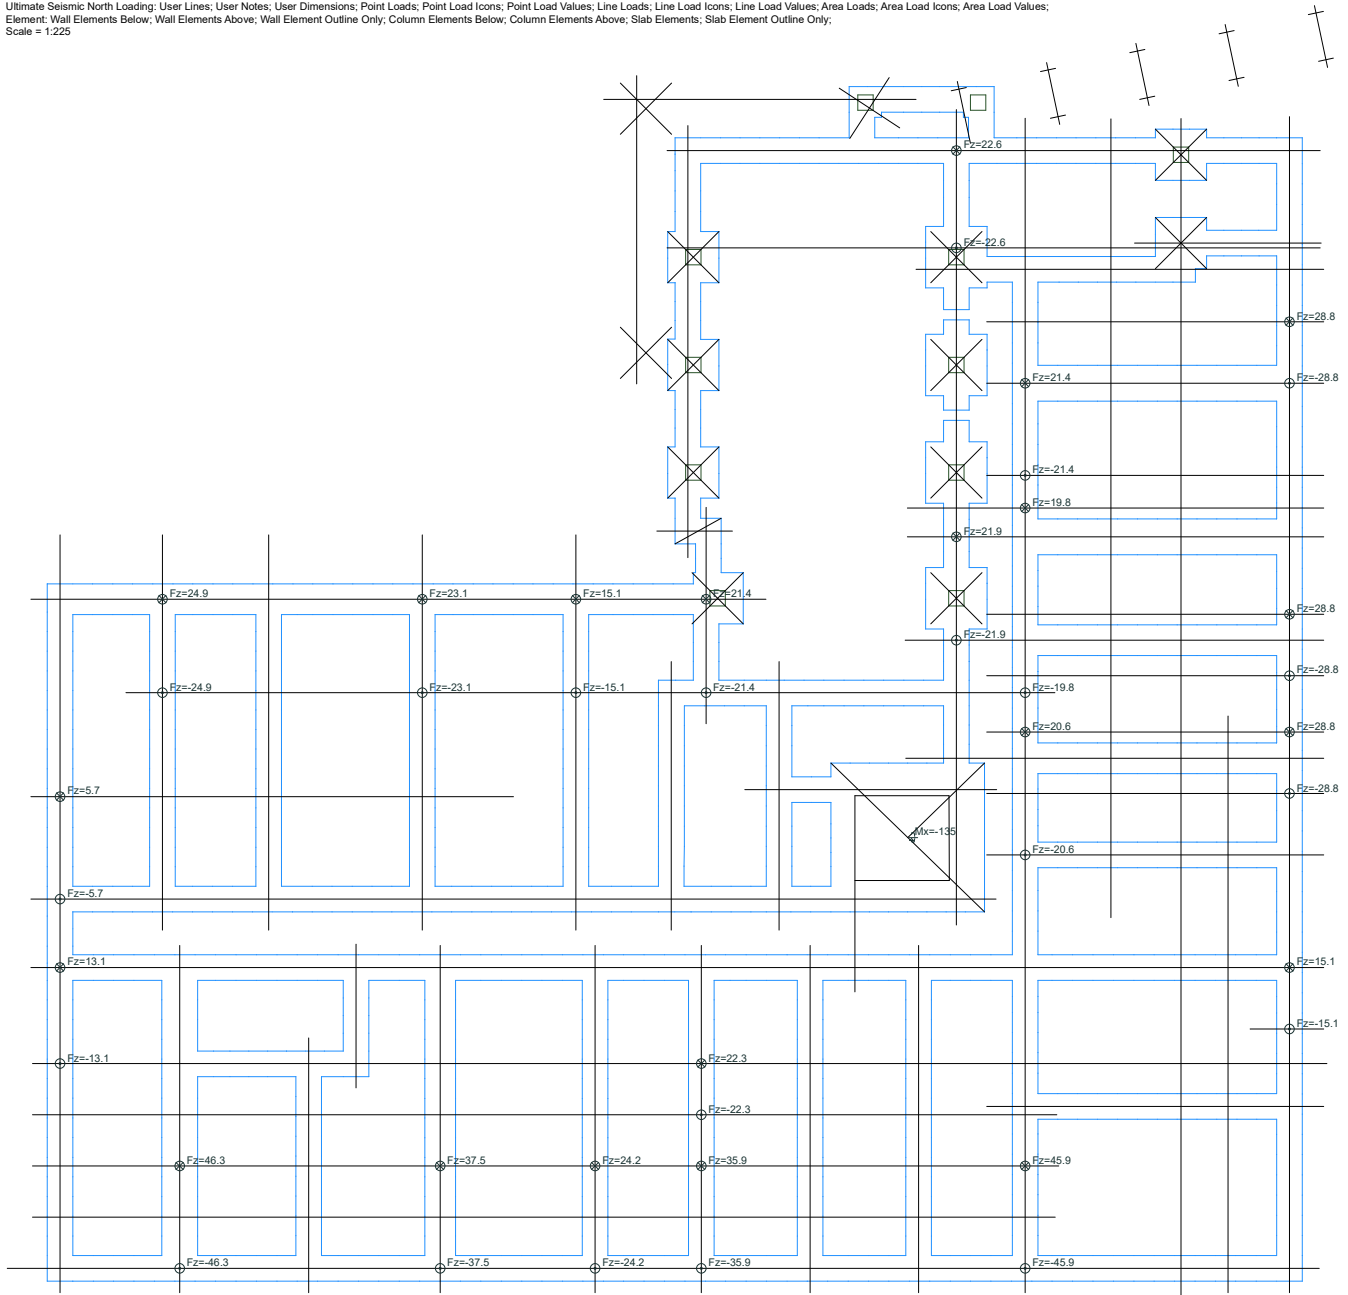 Ultimate Seismic North Loading: User Lines; User Notes; User Dimensions; Point Loads; Point Load Icons; Point Load Values; Line Loads; Line Load Icons; Line Load Values; Area Loads; Area Load Icons; Area Load Values;
Element: Wall Elements Below; Wall Elements Above; Wall Element Outline Only; Column Elements Below; Column Elements Above; Slab Elements; Slab Element Outline Only;
Scale = 1:225
Fz=22.6
Fz=-22.6
Fz=28.8
Fz=21.4
Fz=-28.8
Fz=-21.4
Fz=19.8
Fz=21.9
Fz=24.9
Fz=23.1
Fz=15.1
Fz=21.4
Fz=28.8
Fz=-21.9
Fz=-28.8
Fz=-24.9
Fz=-23.1
Fz=-15.1
Fz=-21.4
Fz=-19.8
Fz=20.6
Fz=28.8
Fz=5.7
Fz=-28.8
Mx=-135
Fz=-20.6
Fz=-5.7
Fz=13.1
Fz=15.1
Fz=-15.1
Fz=-13.1
Fz=22.3
Fz=-22.3
Fz=46.3
Fz=37.5
Fz=24.2
Fz=35.9
Fz=45.9
Fz=-46.3
Fz=-37.5
Fz=-24.2
Fz=-35.9
Fz=-45.9